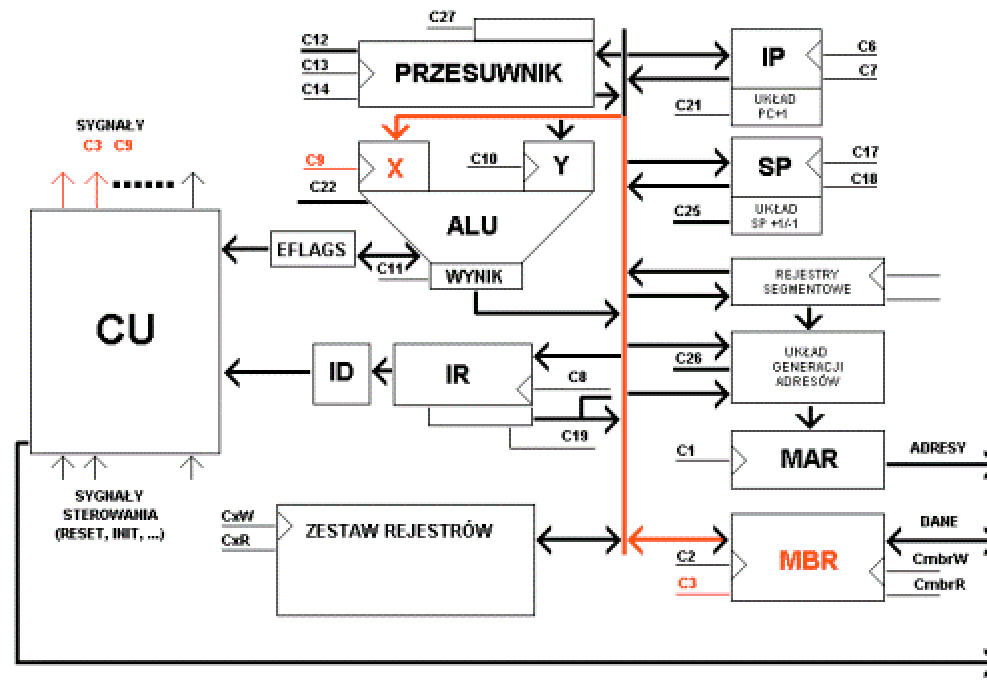 C27
C12
C13
C14
PRZESUWNIK
IP
C6
C7
C21
UKŁAD
PC+1
SYGNAŁY
C3 C9
C9
X
C10
Y
C22
ALU
SP
C17
C18
C25
UKŁAD
SP +1/-1
EFLAGS
C11
WYNIK
REJESTRY
SEGMENTOWE
CU
ID
IR
C8
C19
C26
UKŁAD
GENERACJI
ADRESÓW
C1
MAR
ADRESY
SYGNAŁY
STEROWANIA
(RESET, INIT, ...)
CxW
CxR
ZESTAW REJESTRÓW
C2
C3
MBR
DANE
CmbrW
CmbrR